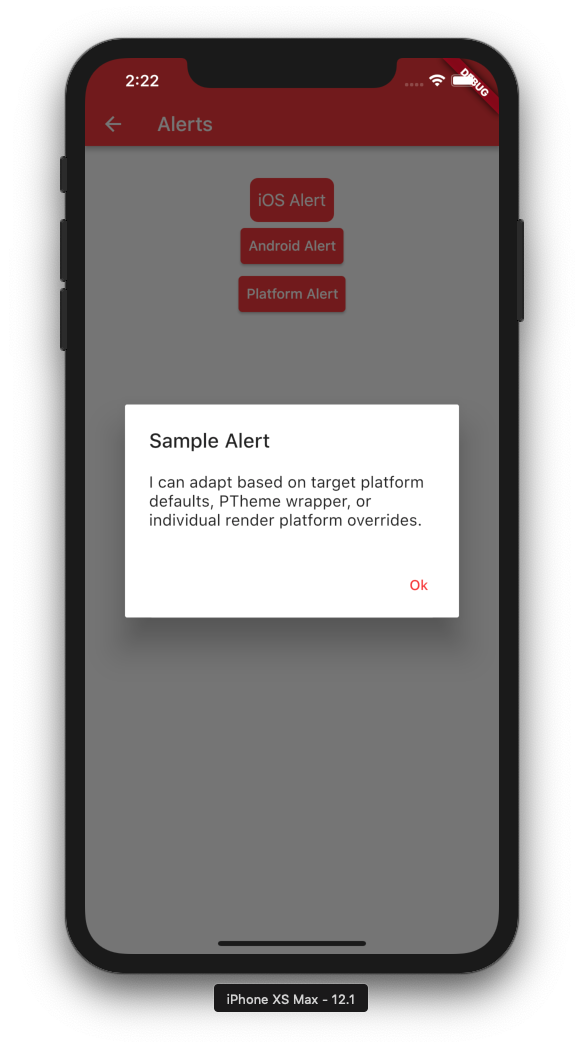 2:22
DEBUG
Alerts
iOS Alert
Android Alert
Platform Alert
Sample Alert
I can adapt based on target platform
defaults, PTheme wrapper, or
individual render platform overrides.
Ok
iPhone XS Max - 12.1